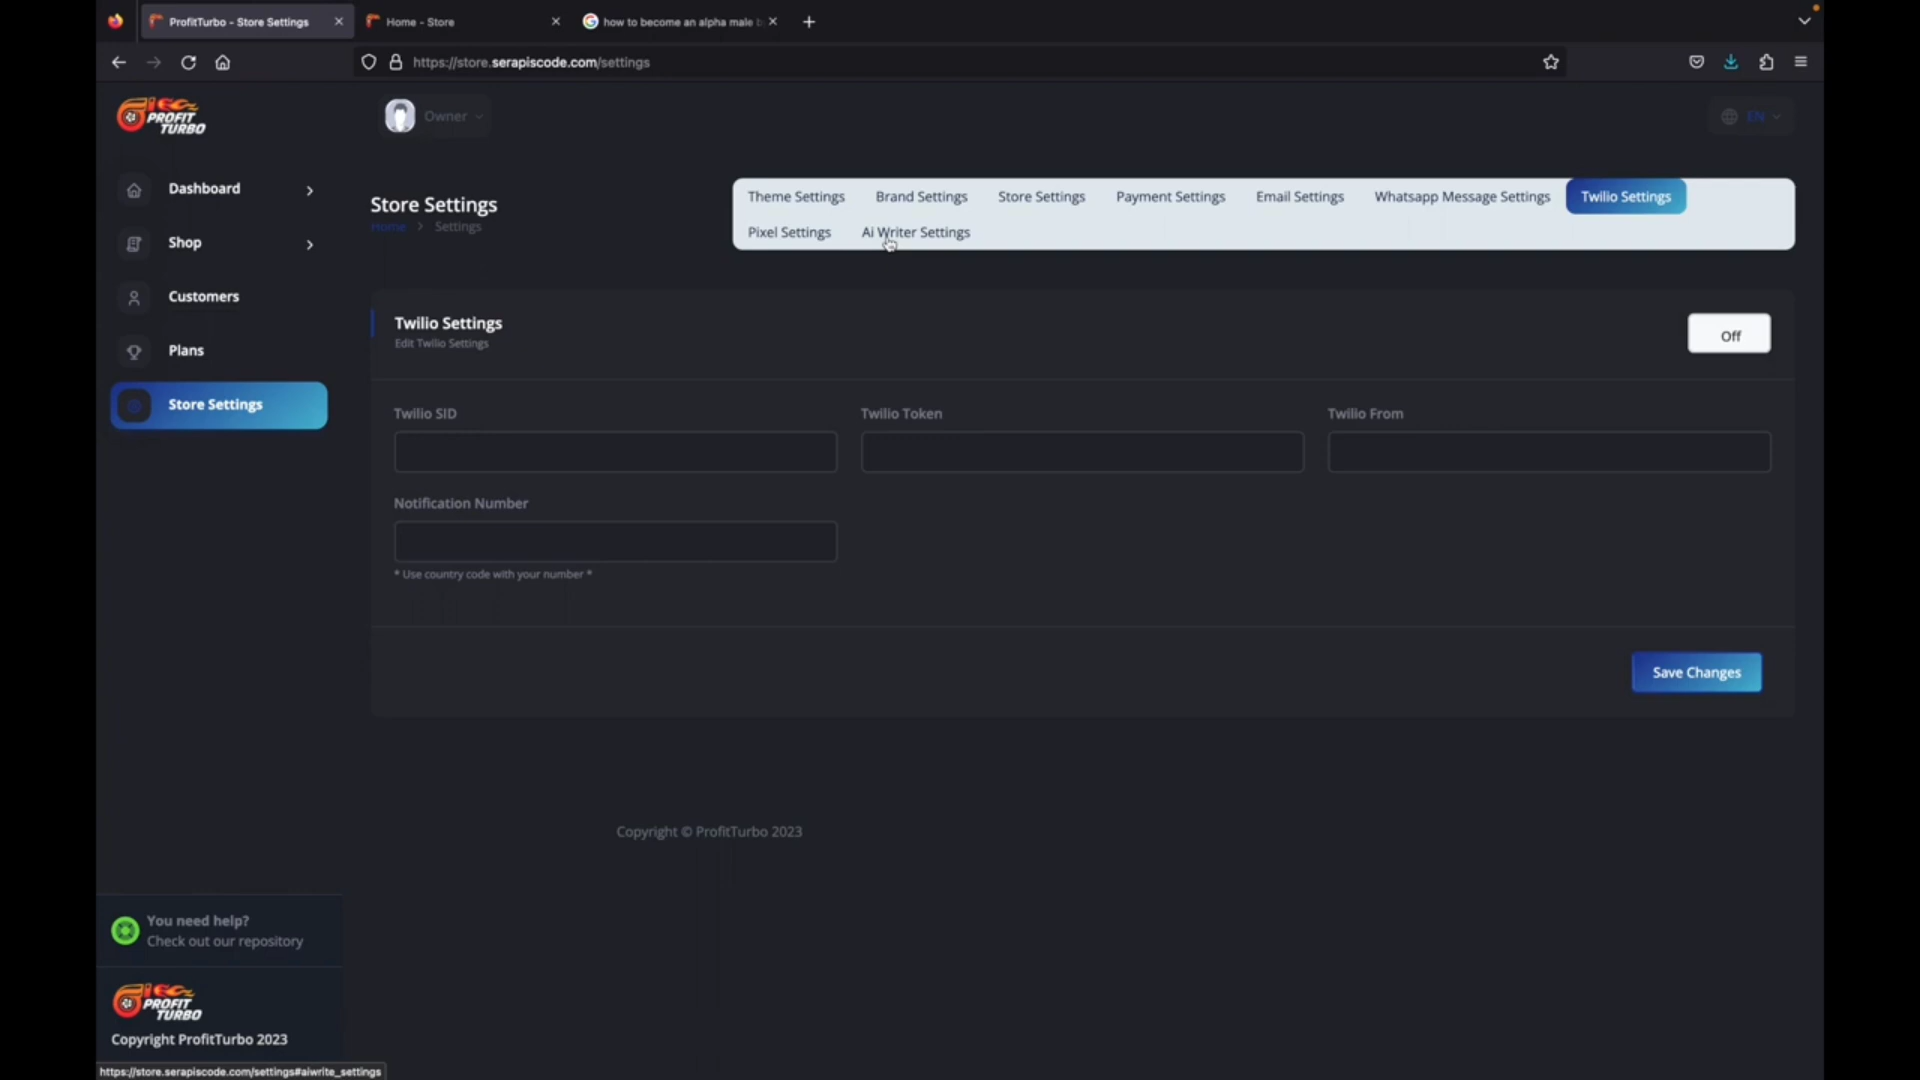 ProfitTurbo - Store Settings
Home - Store
how to become an alpha male
https://store.serapiscode.com/settings
PROFIT
TURBO
Owner
EN
Dashboard
Shop
Customers
Plans
Store Settings
Store Settings
Home > Settings
Theme Settings
Brand Settings
Store Settings
Payment Settings
Email Settings
Whatsapp Message Settings
Twilio Settings
Pixel Settings
Ai Writer Settings
Twilio Settings
Edit Twilio Settings
Off
Twilio SID
Twilio Token
Twilio From
Notification Number
* Use country code with your number *
Save Changes
Copyright © ProfitTurbo 2023
You need help?
Check out our repository
PROFIT
TURBO
Copyright ProfitTurbo 2023
https://store.serapiscode.com/settings#aiwrite_settings